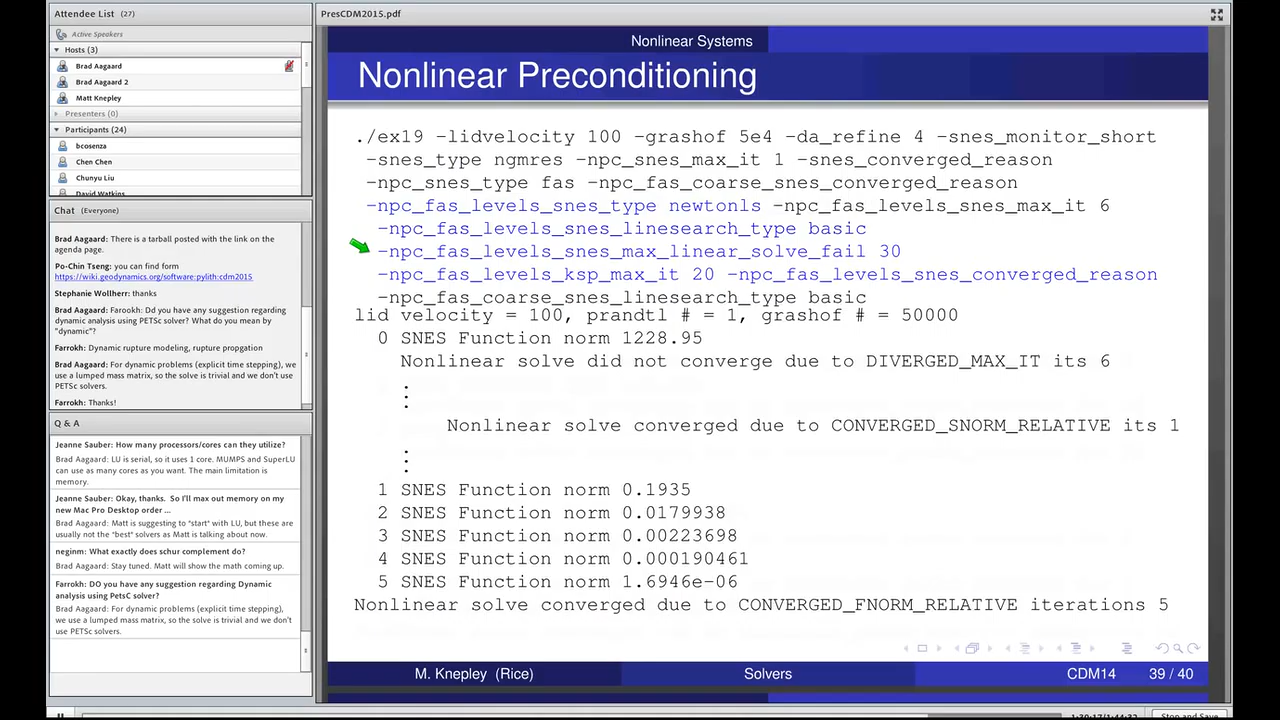 Attendee List (27)
Active Speakers
Hosts (3)
Brad Aagaard
Brad Aagaard 2
Matt Knepley
Presenters (0)
Participants (24)
bcosenza
Chen Chen
Chunyu Liu
David Watkins
Chat (Everyone)
Brad Aagaard: There is a tarball posted with the link on the
agenda page.
Po-Chin Tseng: you can find form
https://wiki.geodynamics.org/software:pylith:cdm2015
Stephanie Wollherr: thanks
Brad Aagaard: Farookh: Dd you have any suggestion regarding
dynamic analysis using PETSc solver? What do you mean by
"dynamic"?
Farrokh: Dynamic rupture modeling, rupture propgation
Brad Aagaard: For dynamic problems (explicit time stepping), we
use a lumped mass matrix, so the solve is trivial and we don't use
PETSc solvers.
Farrokh: Thanks!
Q & A
Jeanne Sauber: How many processors/cores can they utilize?
Brad Aagaard: LU is serial, so it uses 1 core. MUMPS and SuperLU
can use as many cores as you want. The main limitation is
memory.
Jeanne Sauber: Okay, thanks. So I'll max out memory on my
new Mac Pro Desktop order ...
Brad Aagaard: Matt is suggesting to "start" with LU, but these are
usually not the "best" solvers as Matt is talking about now.
neginm: What exactly does schur complement do?
Brad Aagaard: Stay tuned. Matt will show the math coming up.
Farrokh: DO you have any suggestion regarding Dynamic
analysis using PetsC solver?
Brad Aagaard: For dynamic problems (explicit time stepping),
we use a lumped mass matrix, so the solve is trivial and we don't
use PETSc solvers.
PresCDM2015.pdf
Nonlinear Systems
Nonlinear Preconditioning
./ex19 -lidvelocity 100 -grashof 5e4 -da_refine 4 -snes_monitor_short
-snes_type ngmres -npc_snes_max_it 1 -snes_converged_reason
-npc_snes_type fas -npc_fas_coarse_snes_converged_reason
-npc_fas_levels_snes_type newtonls -npc_fas_levels_snes_max_it 6
-npc_fas_levels_snes_linesearch_type basic
-npc_fas_levels_snes_max_linear_solve_fail 30
-npc_fas_levels_ksp_max_it 20 -npc_fas_levels_snes_converged_reason
-npc_fas_coarse_snes_linesearch_type basic
lid velocity = 100, prandtl # = 1, grashof # = 50000
0 SNES Function norm 1228.95
Nonlinear solve did not converge due to DIVERGED_MAX_IT its 6
⋮
Nonlinear solve converged due to CONVERGED_SNORM_RELATIVE its 1
⋮
1 SNES Function norm 0.1935
2 SNES Function norm 0.0179938
3 SNES Function norm 0.00223698
4 SNES Function norm 0.000190461
5 SNES Function norm 1.6946e-06
Nonlinear solve converged due to CONVERGED_FNORM_RELATIVE iterations 5
M. Knepley (Rice)
Solvers
CDM14
39 / 40
1:30:17/1:44:32
Stop and Save